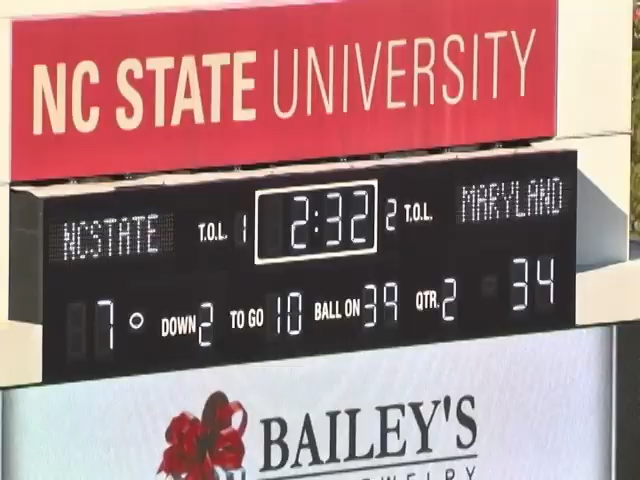 NC STATE UNIVERSITY
NCSTATE T.O.L. 1 2:32 2 T.O.L. MARYLAND
7 DOWN 2 TO GO 10 BALL ON 39 QTR. 2 34
BAILEY'S